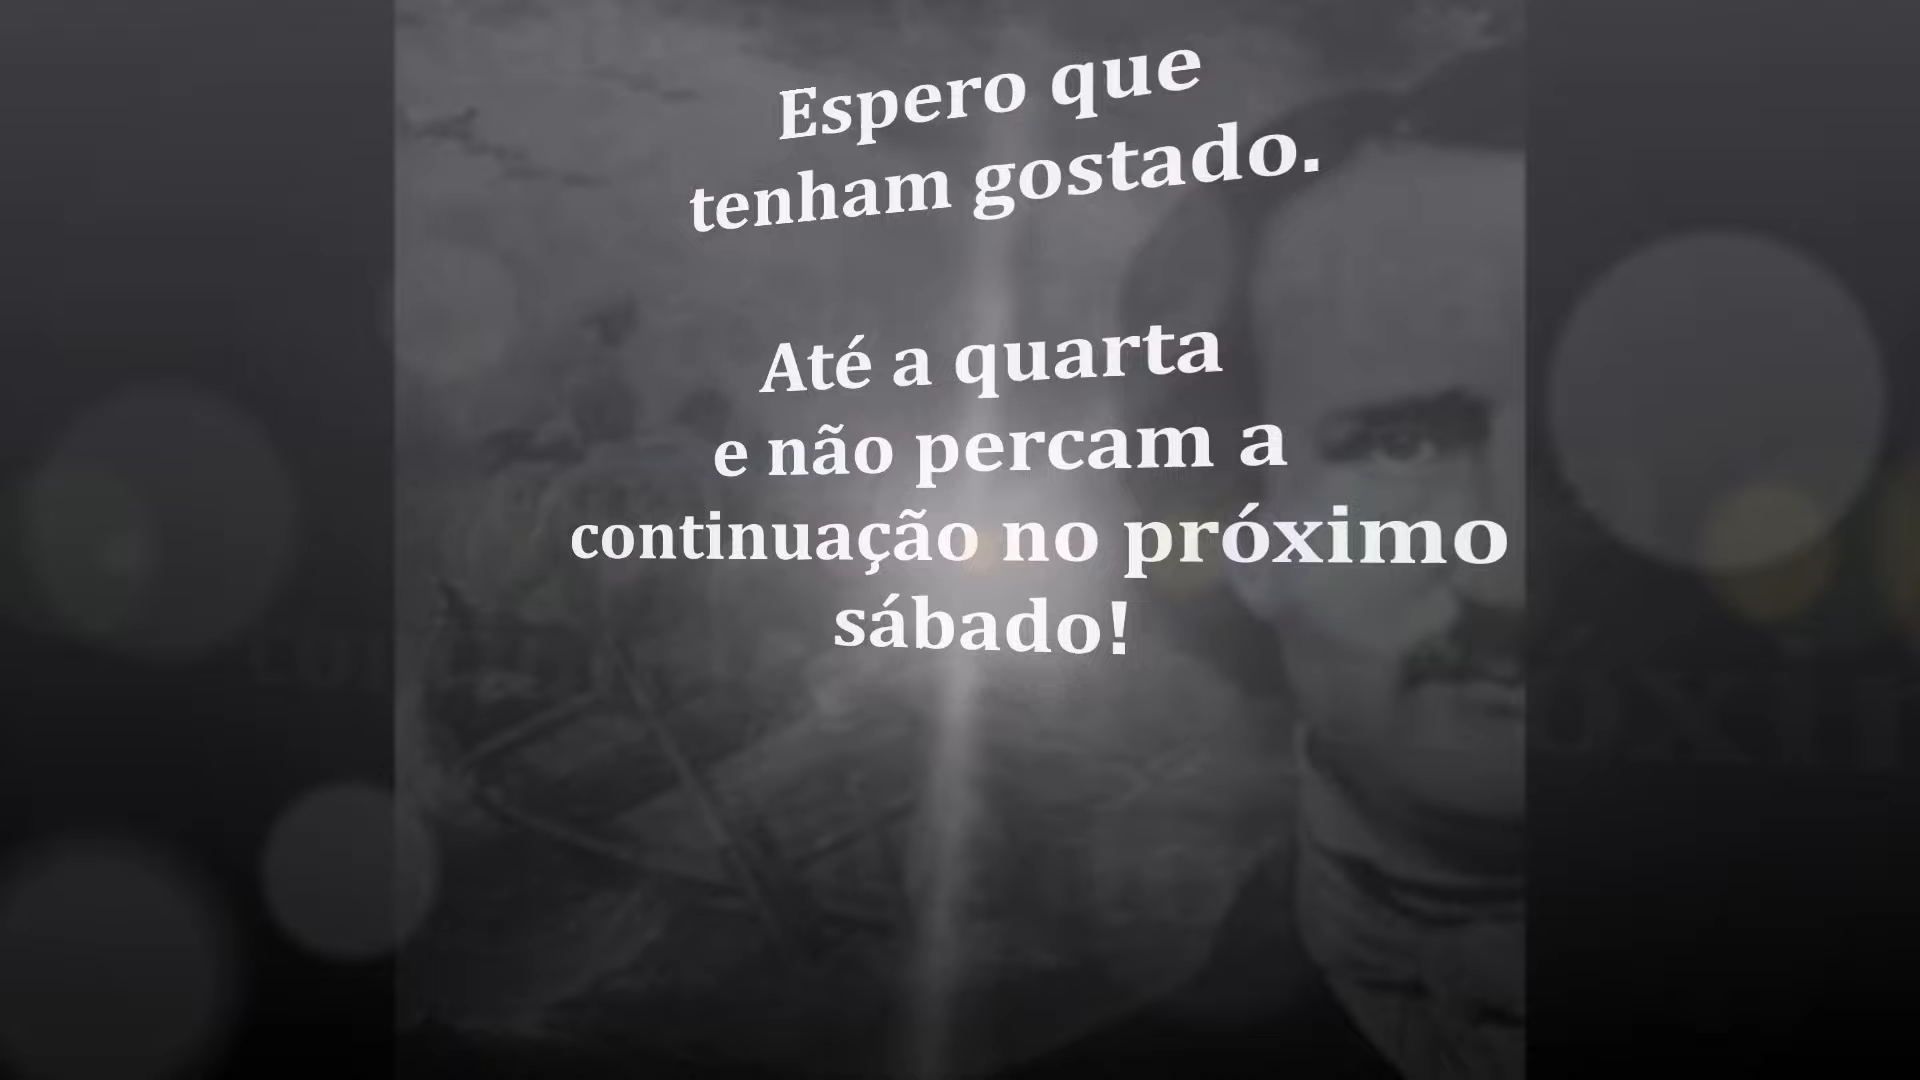 Espero que
tenham gostado.
Até a quarta
e não percam a
continuação no próximo
sábado!